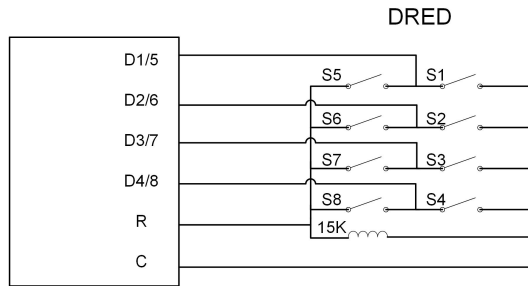 DRED
D1/5
S5 S1
D2/6
S6 S2
D3/7
S7 S3
D4/8
S8 S4
R
15K
C